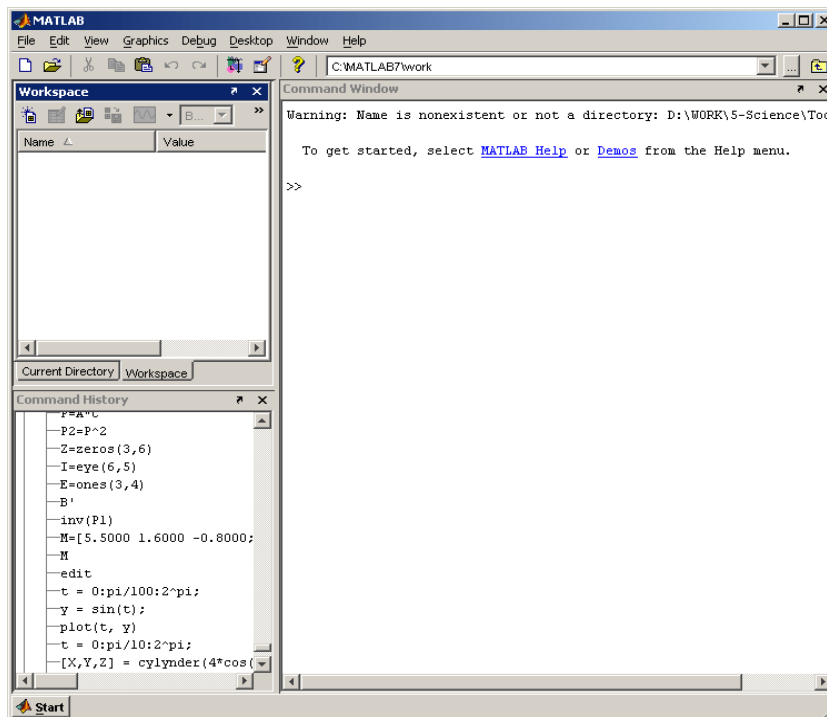 MATLAB
File Edit View Graphics Debug Desktop Window Help
C:\MATLAB7\work ...
Workspace
B...
»
Name Value
Current Directory Workspace
Command History
P=A*C
P2=P^2
Z=zeros(3,6)
I=eye(6,5)
E=ones(3,4)
B'
inv(P1)
M=[5.5000 1.6000 -0.8000;
M
edit
t = 0:pi/100:2^pi;
y = sin(t);
plot(t, y)
t = 0:pi/10:2^pi;
[X,Y,Z] = cylynder(4*cos(
Command Window
Warning: Name is nonexistent or not a directory: D:\WORK\5-Science\Too
To get started, select MATLAB Help or Demos from the Help menu.
>>
Start